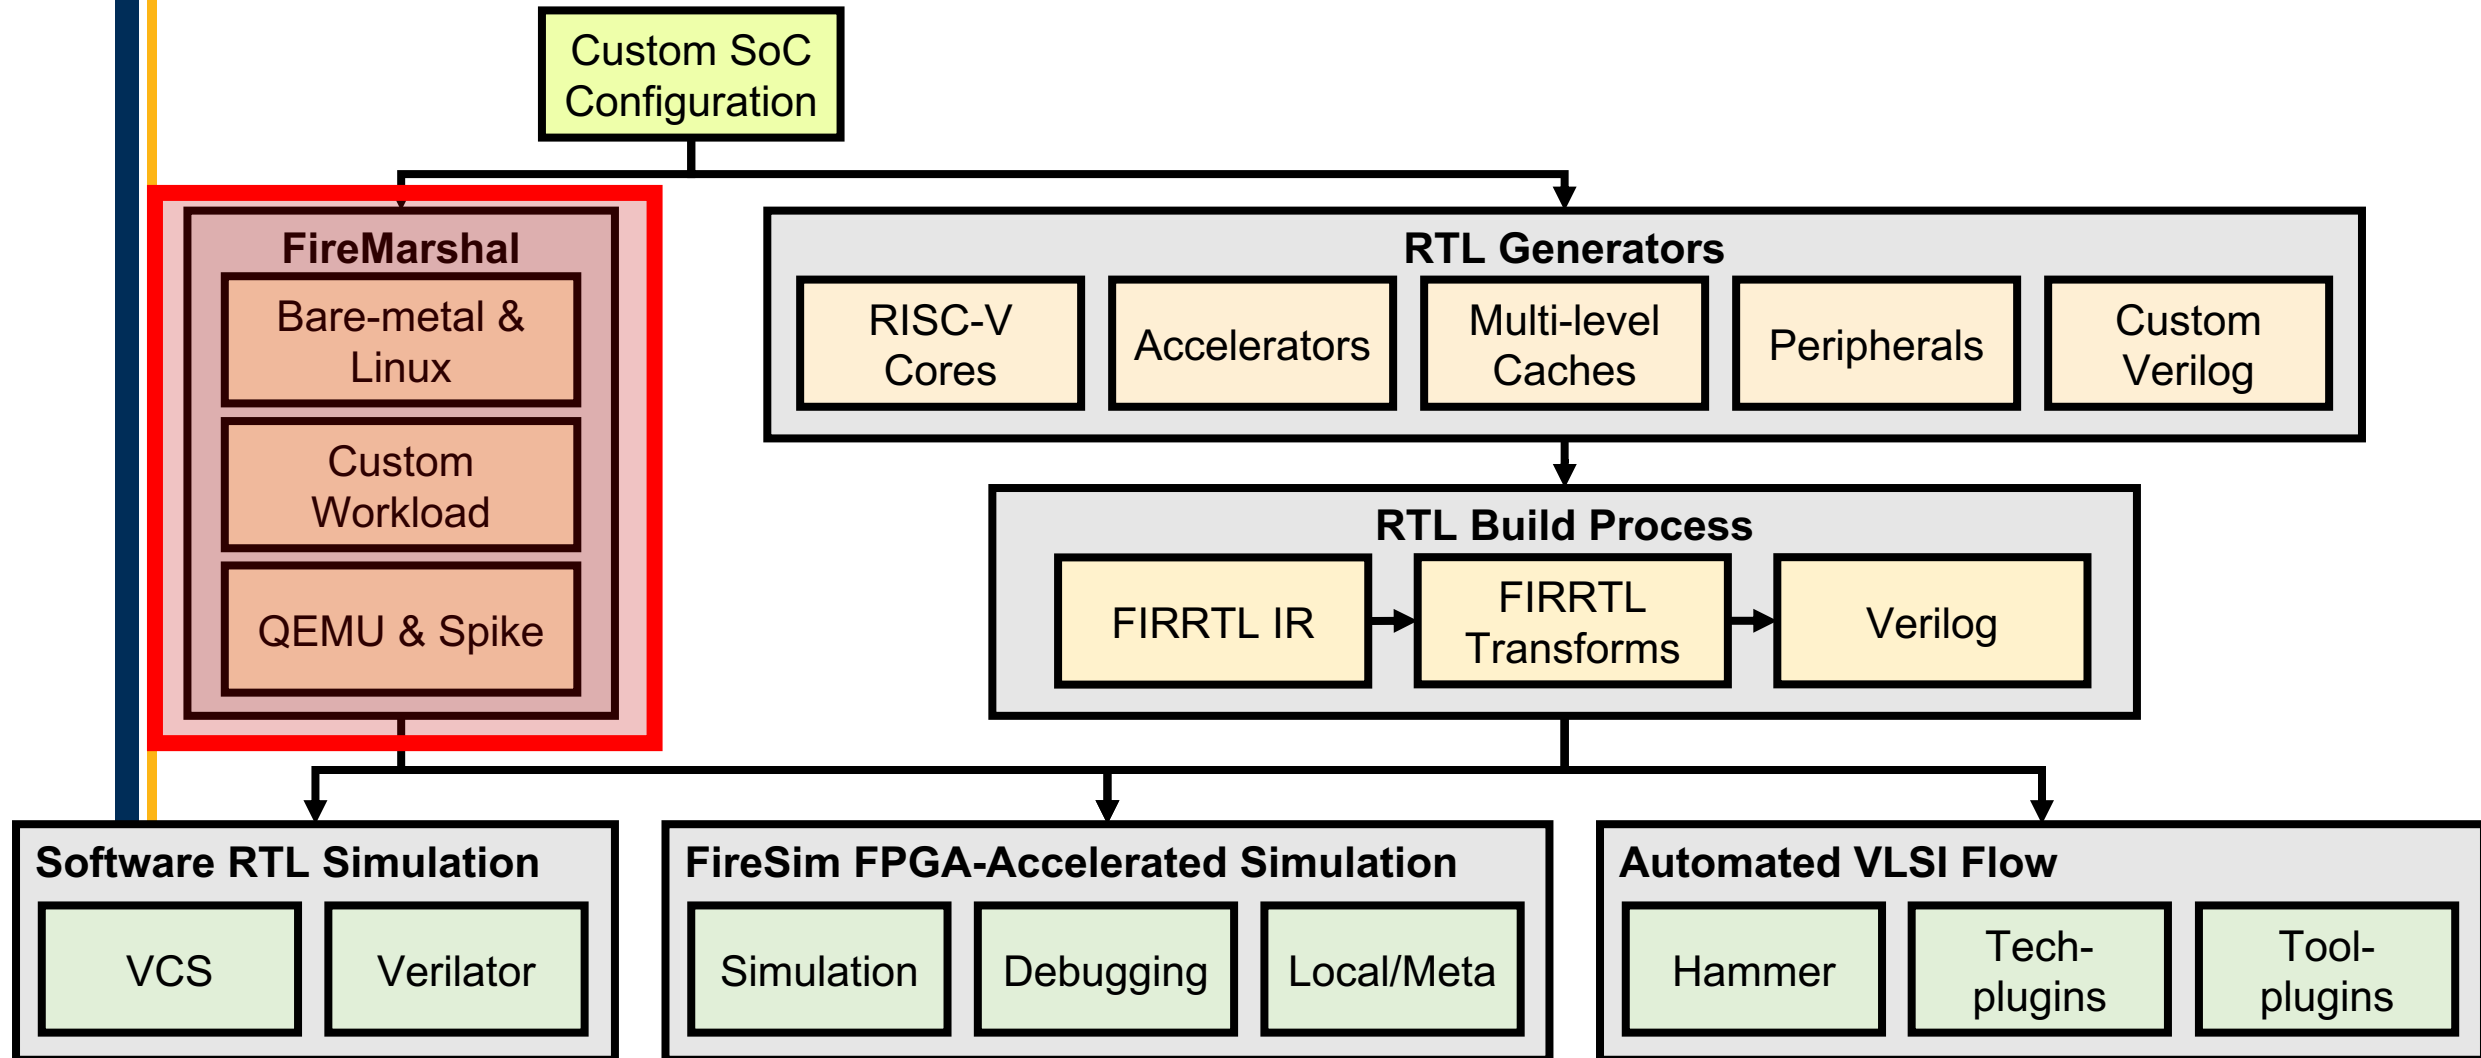 Custom SoC
Configuration
FireMarshal
Bare-metal &
Linux
Custom
Workload
QEMU & Spike
RTL Generators
RISC-V
Cores
Accelerators
Multi-level
Caches
Peripherals
Custom
Verilog
RTL Build Process
FIRRTL IR
FIRRTL
Transforms
Verilog
Software RTL Simulation
VCS
Verilator
FireSim FPGA-Accelerated Simulation
Simulation
Debugging
Local/Meta
Automated VLSI Flow
Hammer
Tech-
plugins
Tool-
plugins